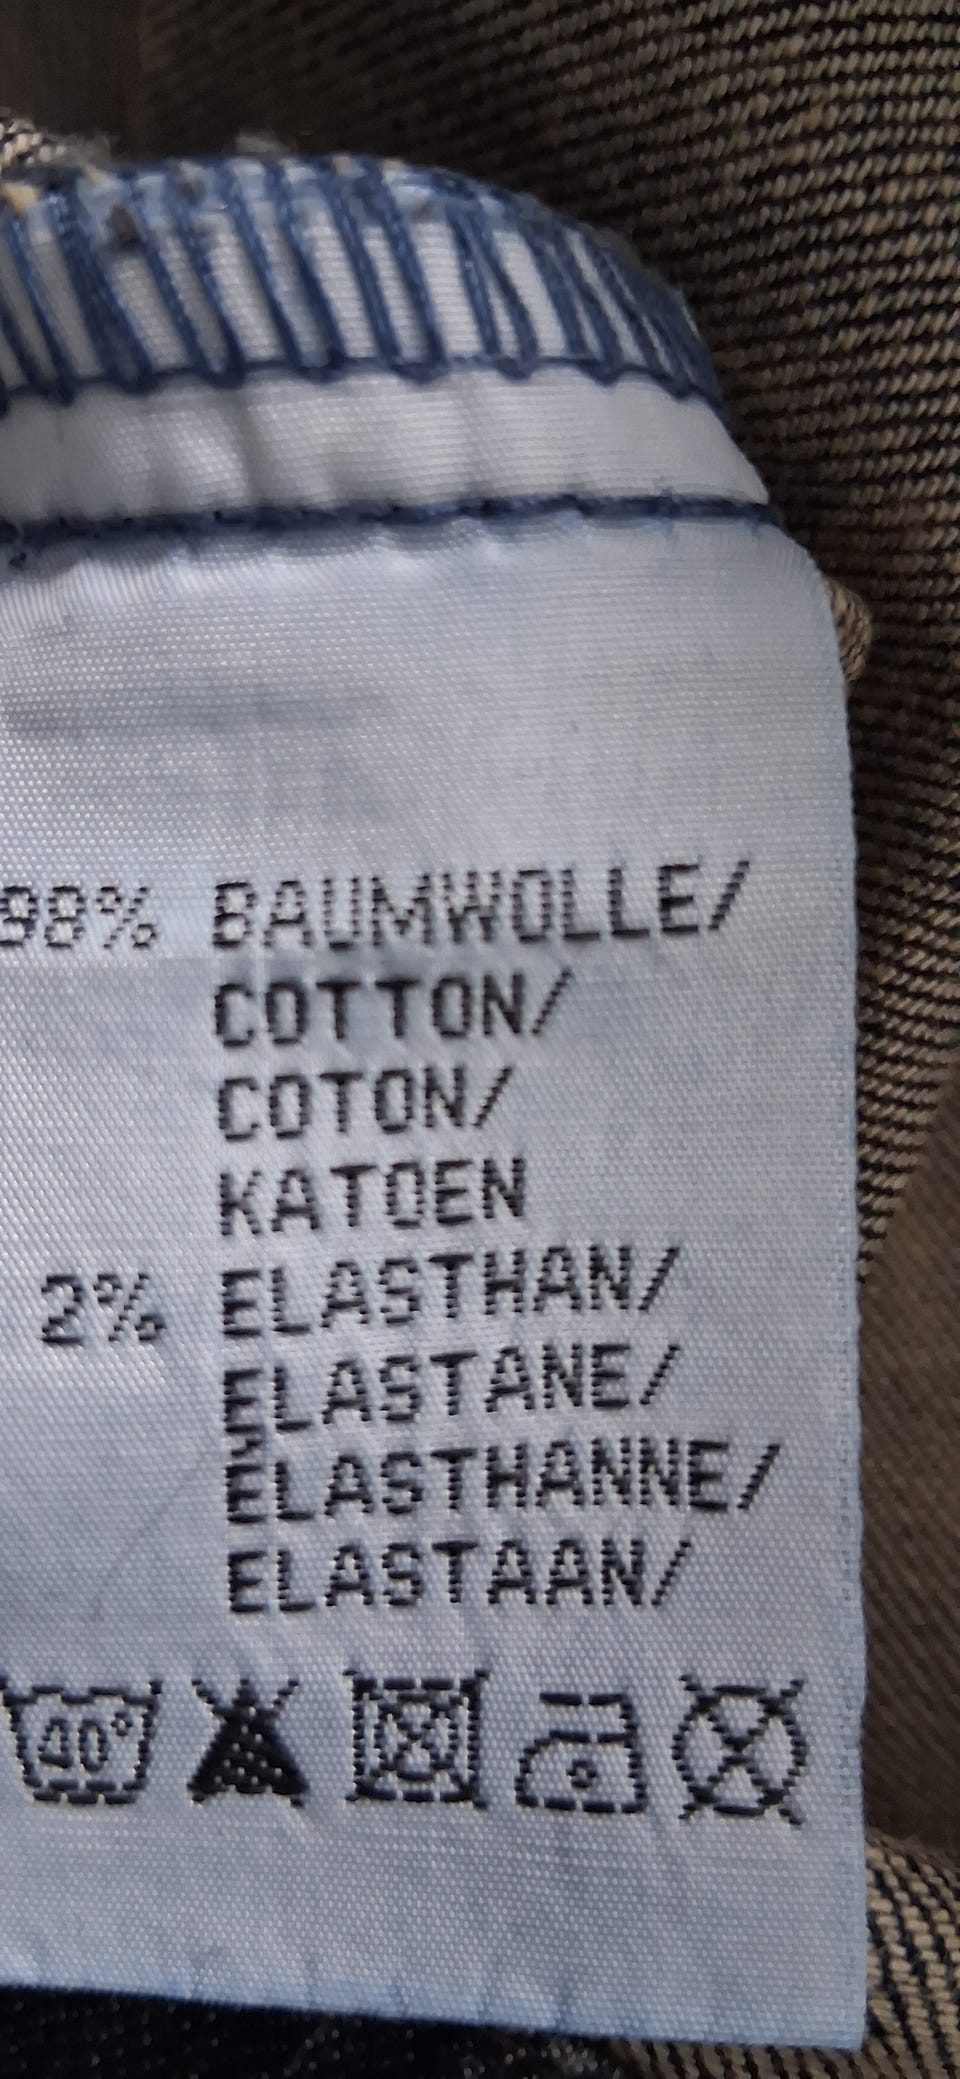 98% BAUMWOLLE/
COTTON/
COTON/
KATOEN
2% ELASTHAN/
ELASTANE/
ÉLASTHANNE/
ELASTAAN/
40°